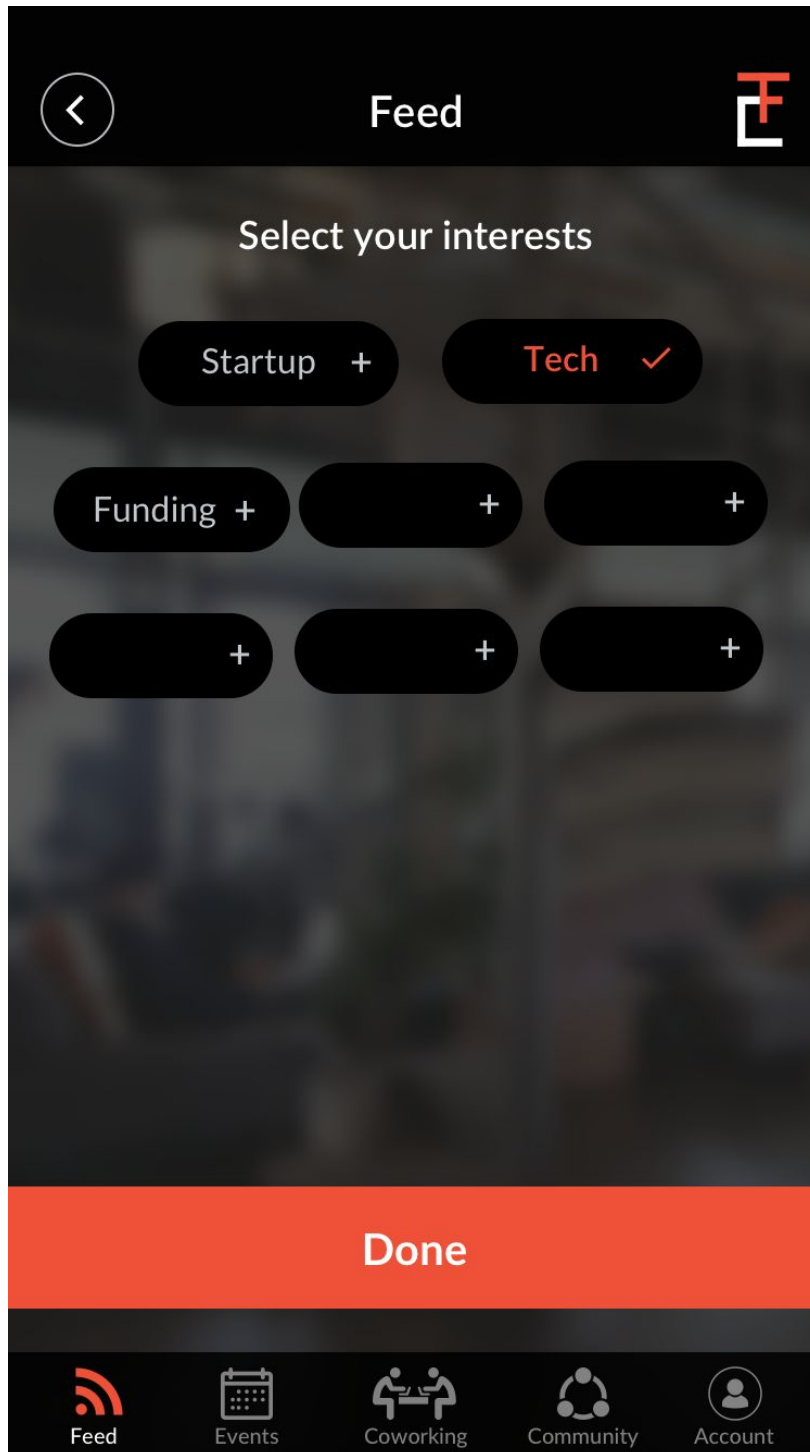 Feed
Select your interests
Startup +
Tech
Funding +
+
+
+
+
+
Done
Feed
Events
Coworking
Community
Account